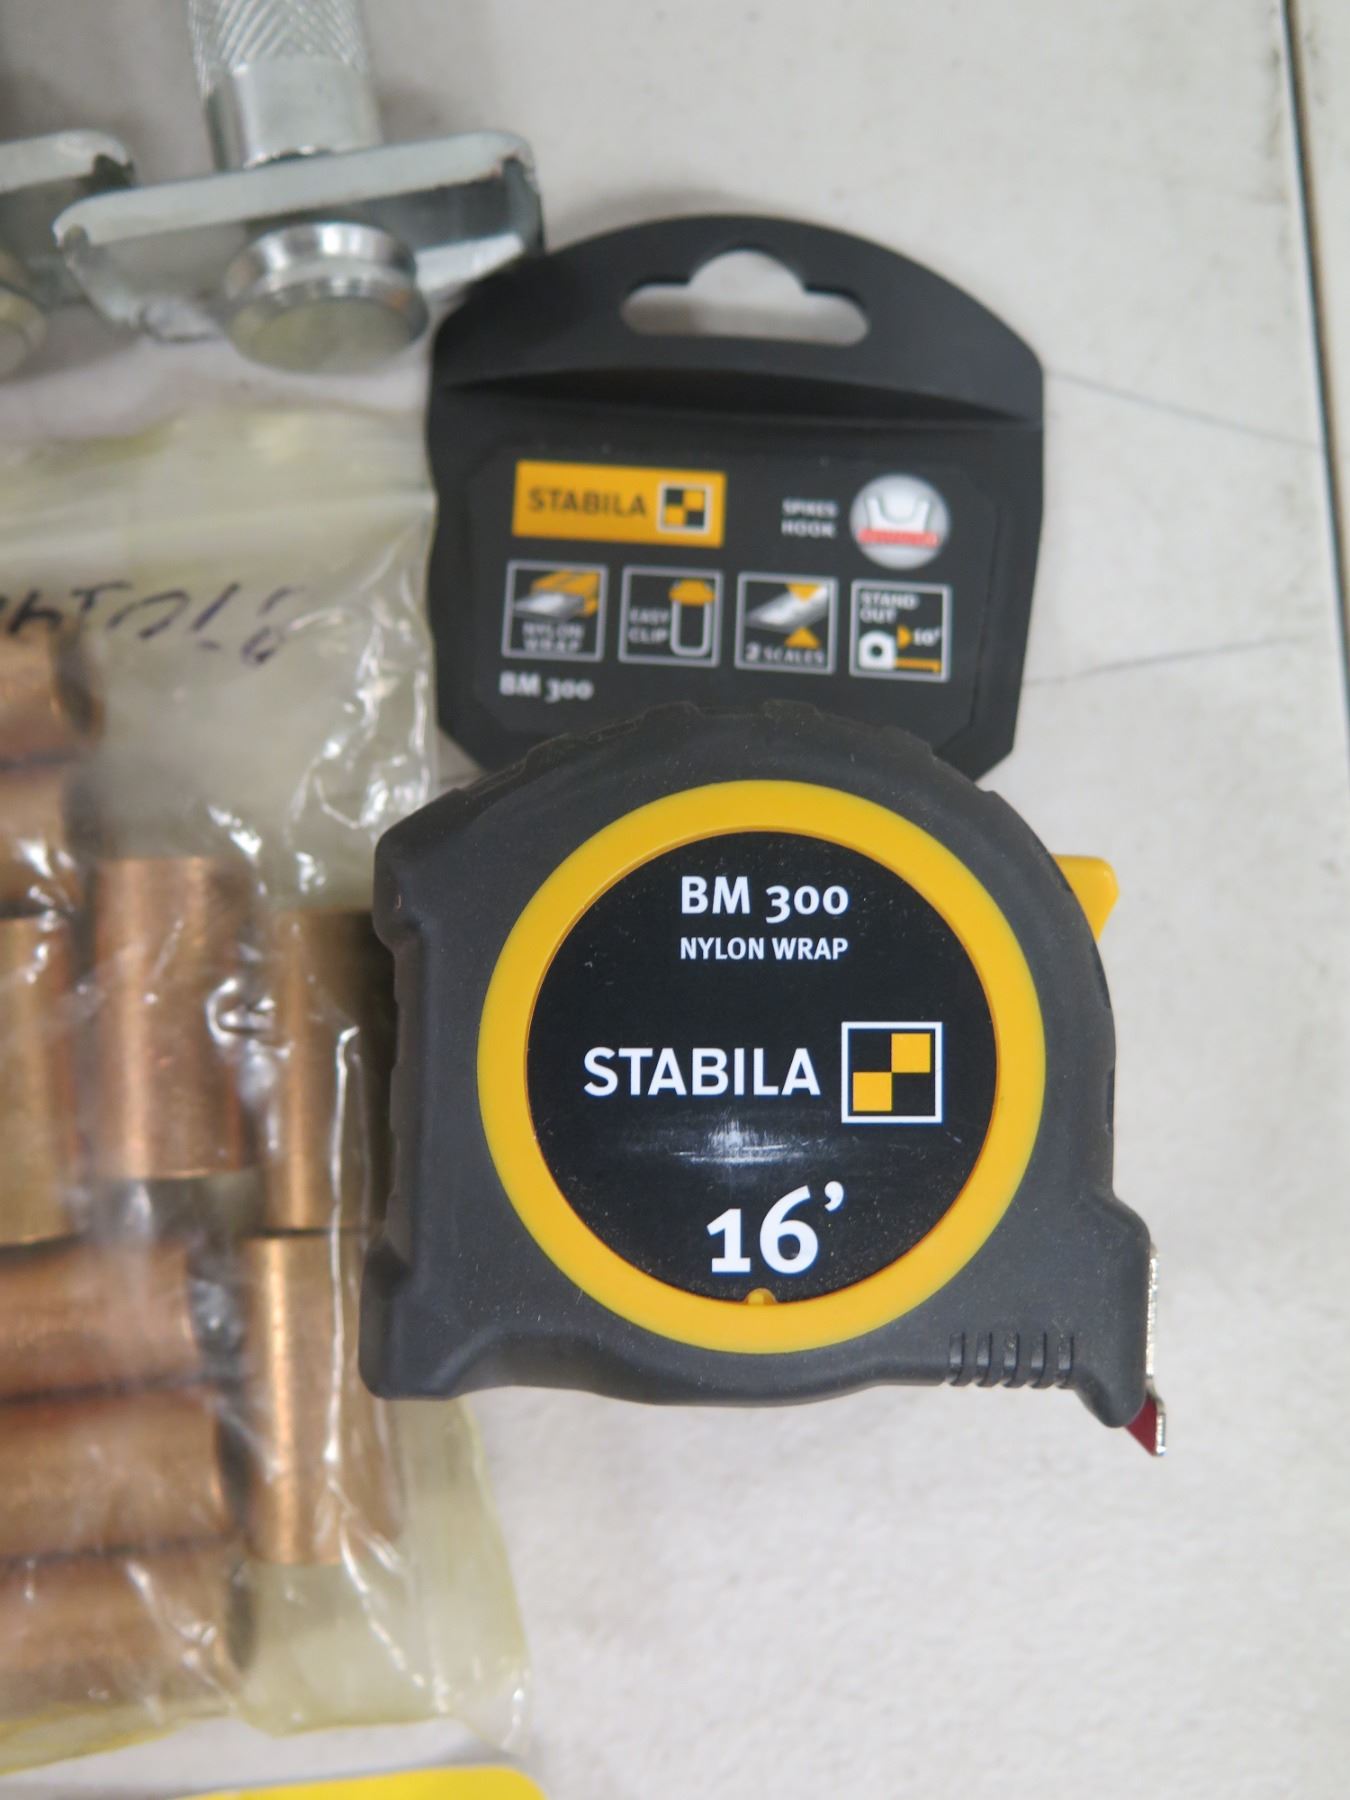 STABILA
SPIKES
HOOK
NYLON
WRAP
EASY
CLIP
2 SCALES
STAND
OUT
10'
BM 300
BM 300
NYLON WRAP
STABILA
16'